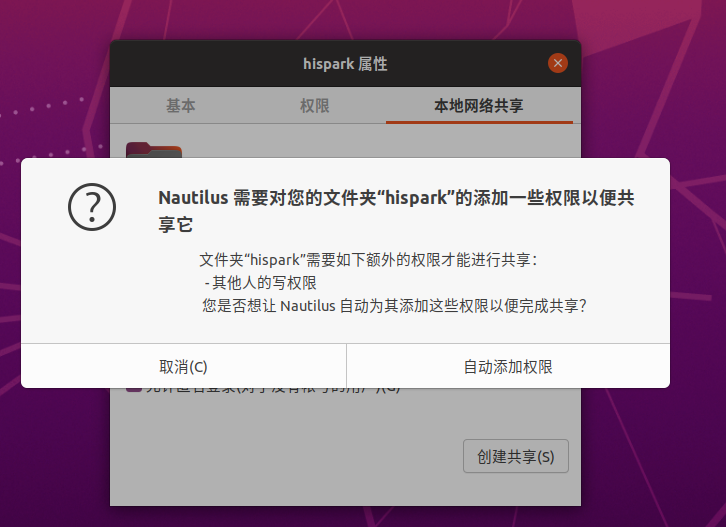 hispark 属性
基本
权限
本地网络共享
Nautilus 需要对您的文件夹“hispark”的添加一些权限以便共
享它
文件夹“hispark”需要如下额外的权限才能进行共享：
- 其他人的写权限
您是否想让 Nautilus 自动为其添加这些权限以便完成共享？
取消(C)
自动添加权限
创建共享(S)